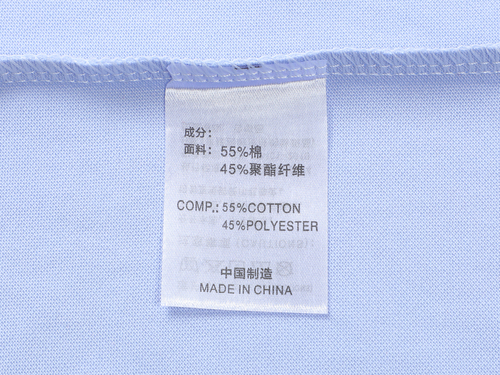 成分：
面料： 55%棉
45%聚酯纤维
COMP.: 55%COTTON
45%POLYESTER
中国制造
MADE IN CHINA